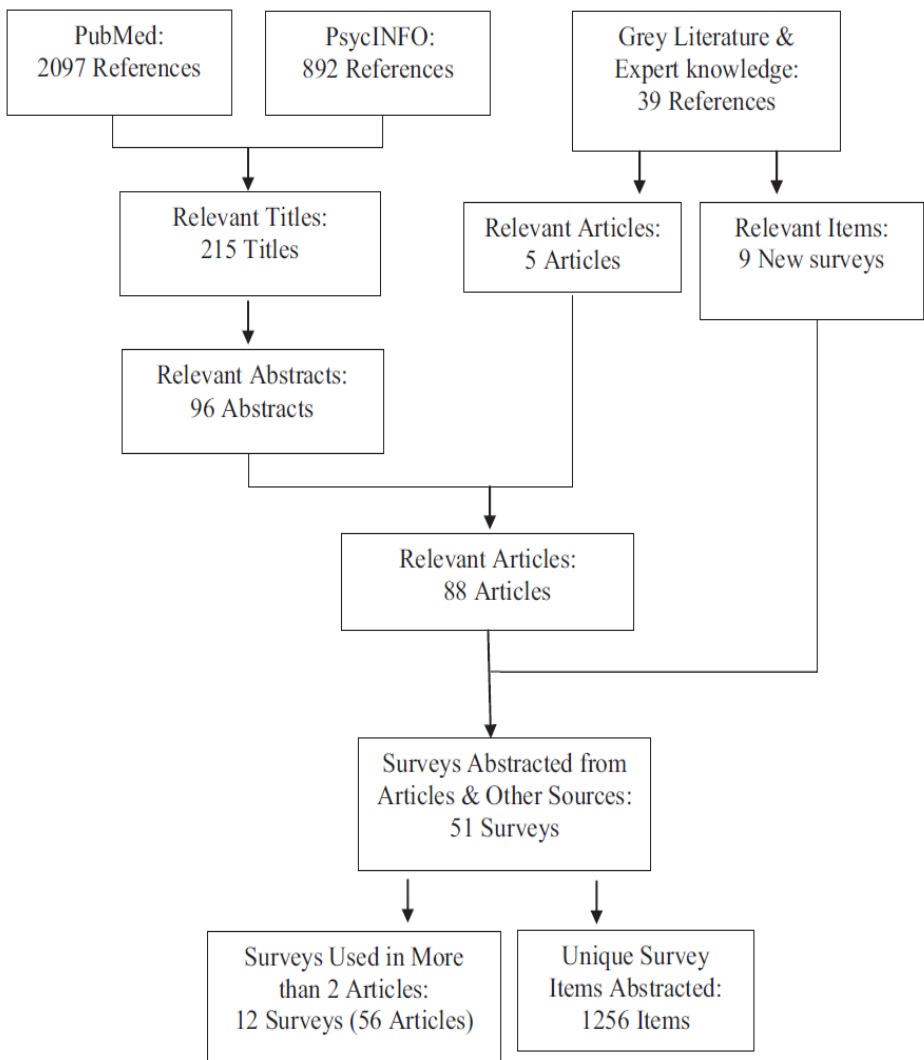 PubMed:
2097 References
PsycINFO:
892 References
Grey Literature &
Expert knowledge:
39 References
Relevant Titles:
215 Titles
Relevant Articles:
5 Articles
Relevant Items:
9 New surveys
Relevant Abstracts:
96 Abstracts
Relevant Articles:
88 Articles
Surveys Abstracted from
Articles & Other Sources:
51 Surveys
Surveys Used in More
than 2 Articles:
12 Surveys (56 Articles)
Unique Survey
Items Abstracted:
1256 Items